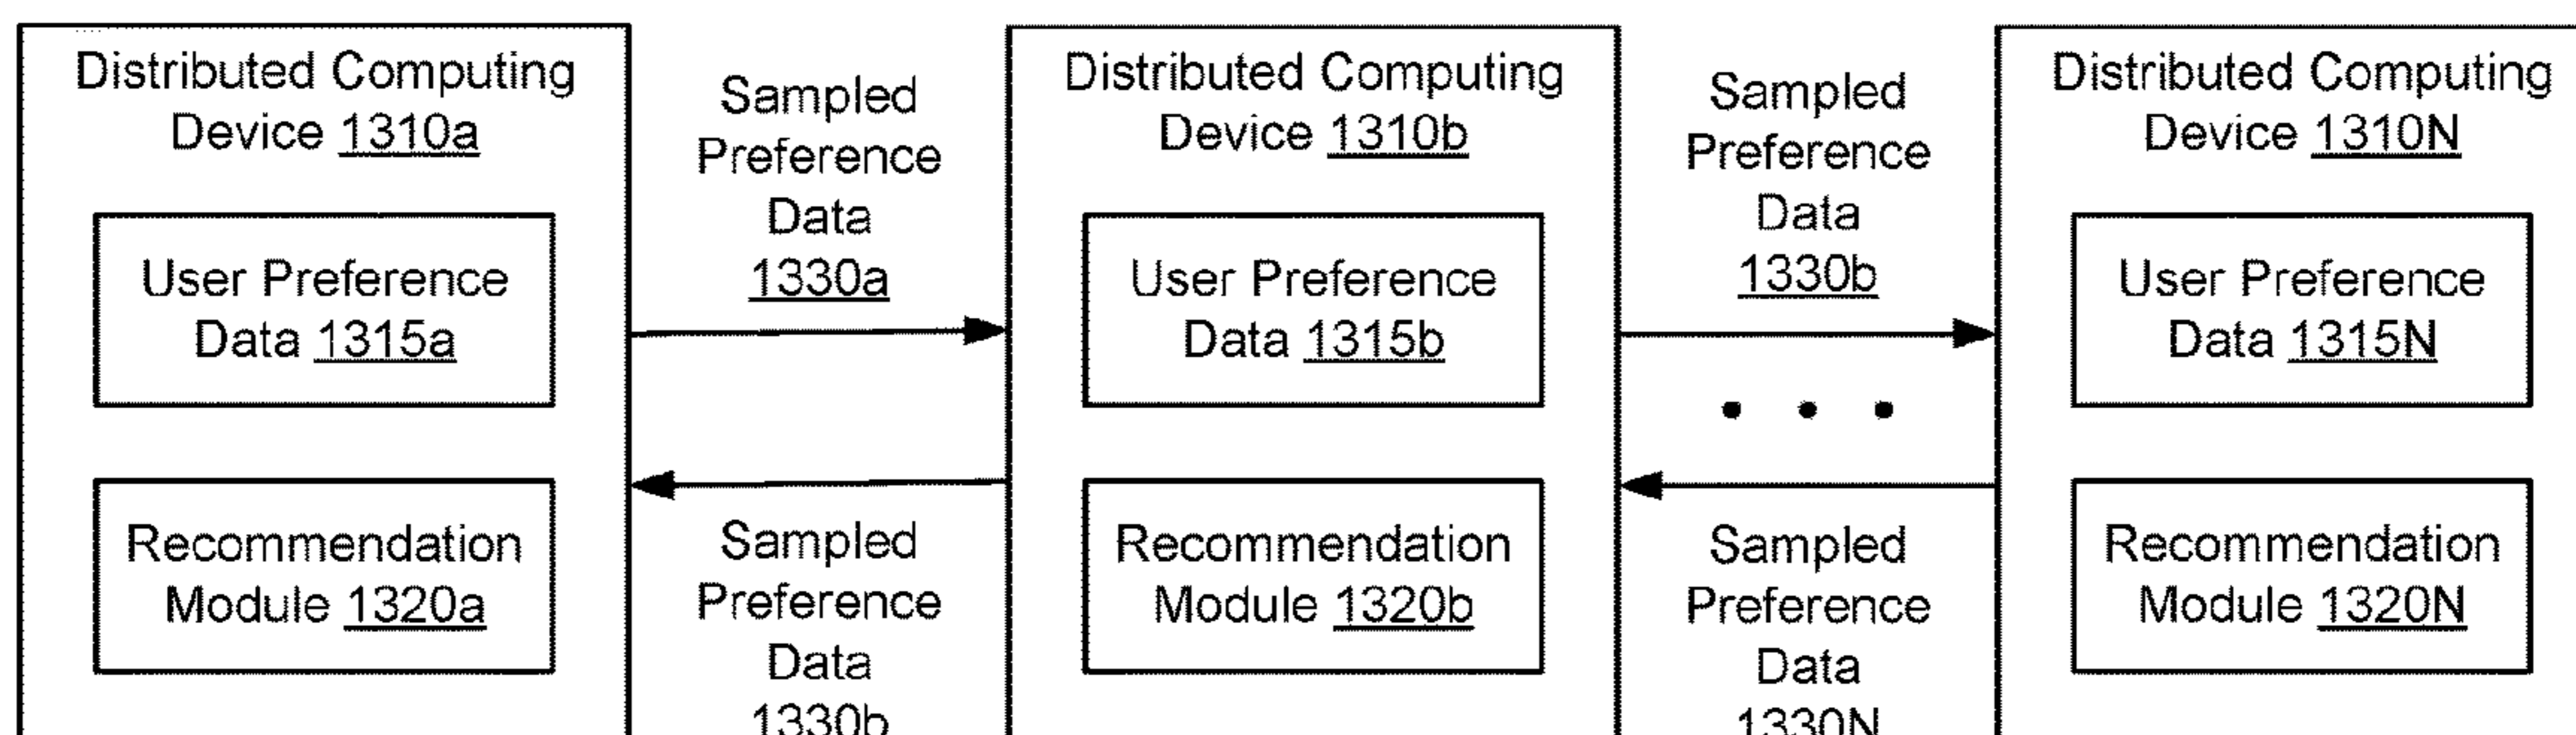 Distributed Computing
Device 1310a
User Preference
Data 1315a
Recommendation
Module 1320a
Sampled
Preference
Data
1330a
Sampled
Preference
Data
1330b
Distributed Computing
Device 1310b
User Preference
Data 1315b
Recommendation
Module 1320b
Sampled
Preference
Data
1330b
Sampled
Preference
Data
1330N
Distributed Computing
Device 1310N
User Preference
Data 1315N
Recommendation
Module 1320N